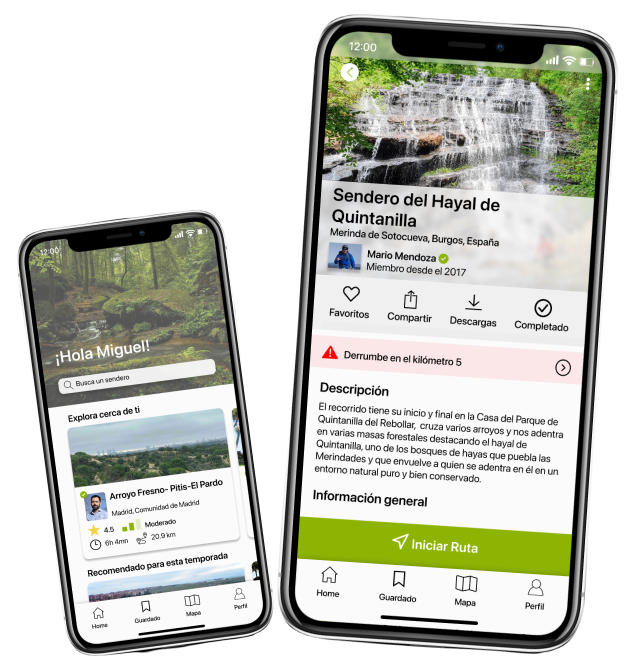 12:00
¡Hola Miguel!
Busca un sendero
Explora cerca de ti
Arroyo Fresno- Pitis-El Pardo
Madrid, Comunidad de Madrid
4.5 Moderado
6h 4mn 20.9 km
Recomendado para esta temporada
Home Guardado Mapa Perfil
12:00
Sendero del Hayal de
Quintanilla
Merinda de Sotocueva, Burgos, España
Mario Mendoza
Miembro desde el 2017
Favoritos Compartir Descargas Completado
Derrumbe en el kilómetro 5
Descripción
El recorrido tiene su inicio y final en la Casa del Parque de
Quintanilla del Rebollar, cruza varios arroyos y nos adentra
en varias masas forestales destacando el hayal de
Quintanilla, uno de los bosques de hayas que puebla las
Merindades y que envuelve a quien se adentra en él en un
entorno natural puro y bien conservado.
Información general
Iniciar Ruta
Home Guardado Mapa Perfil